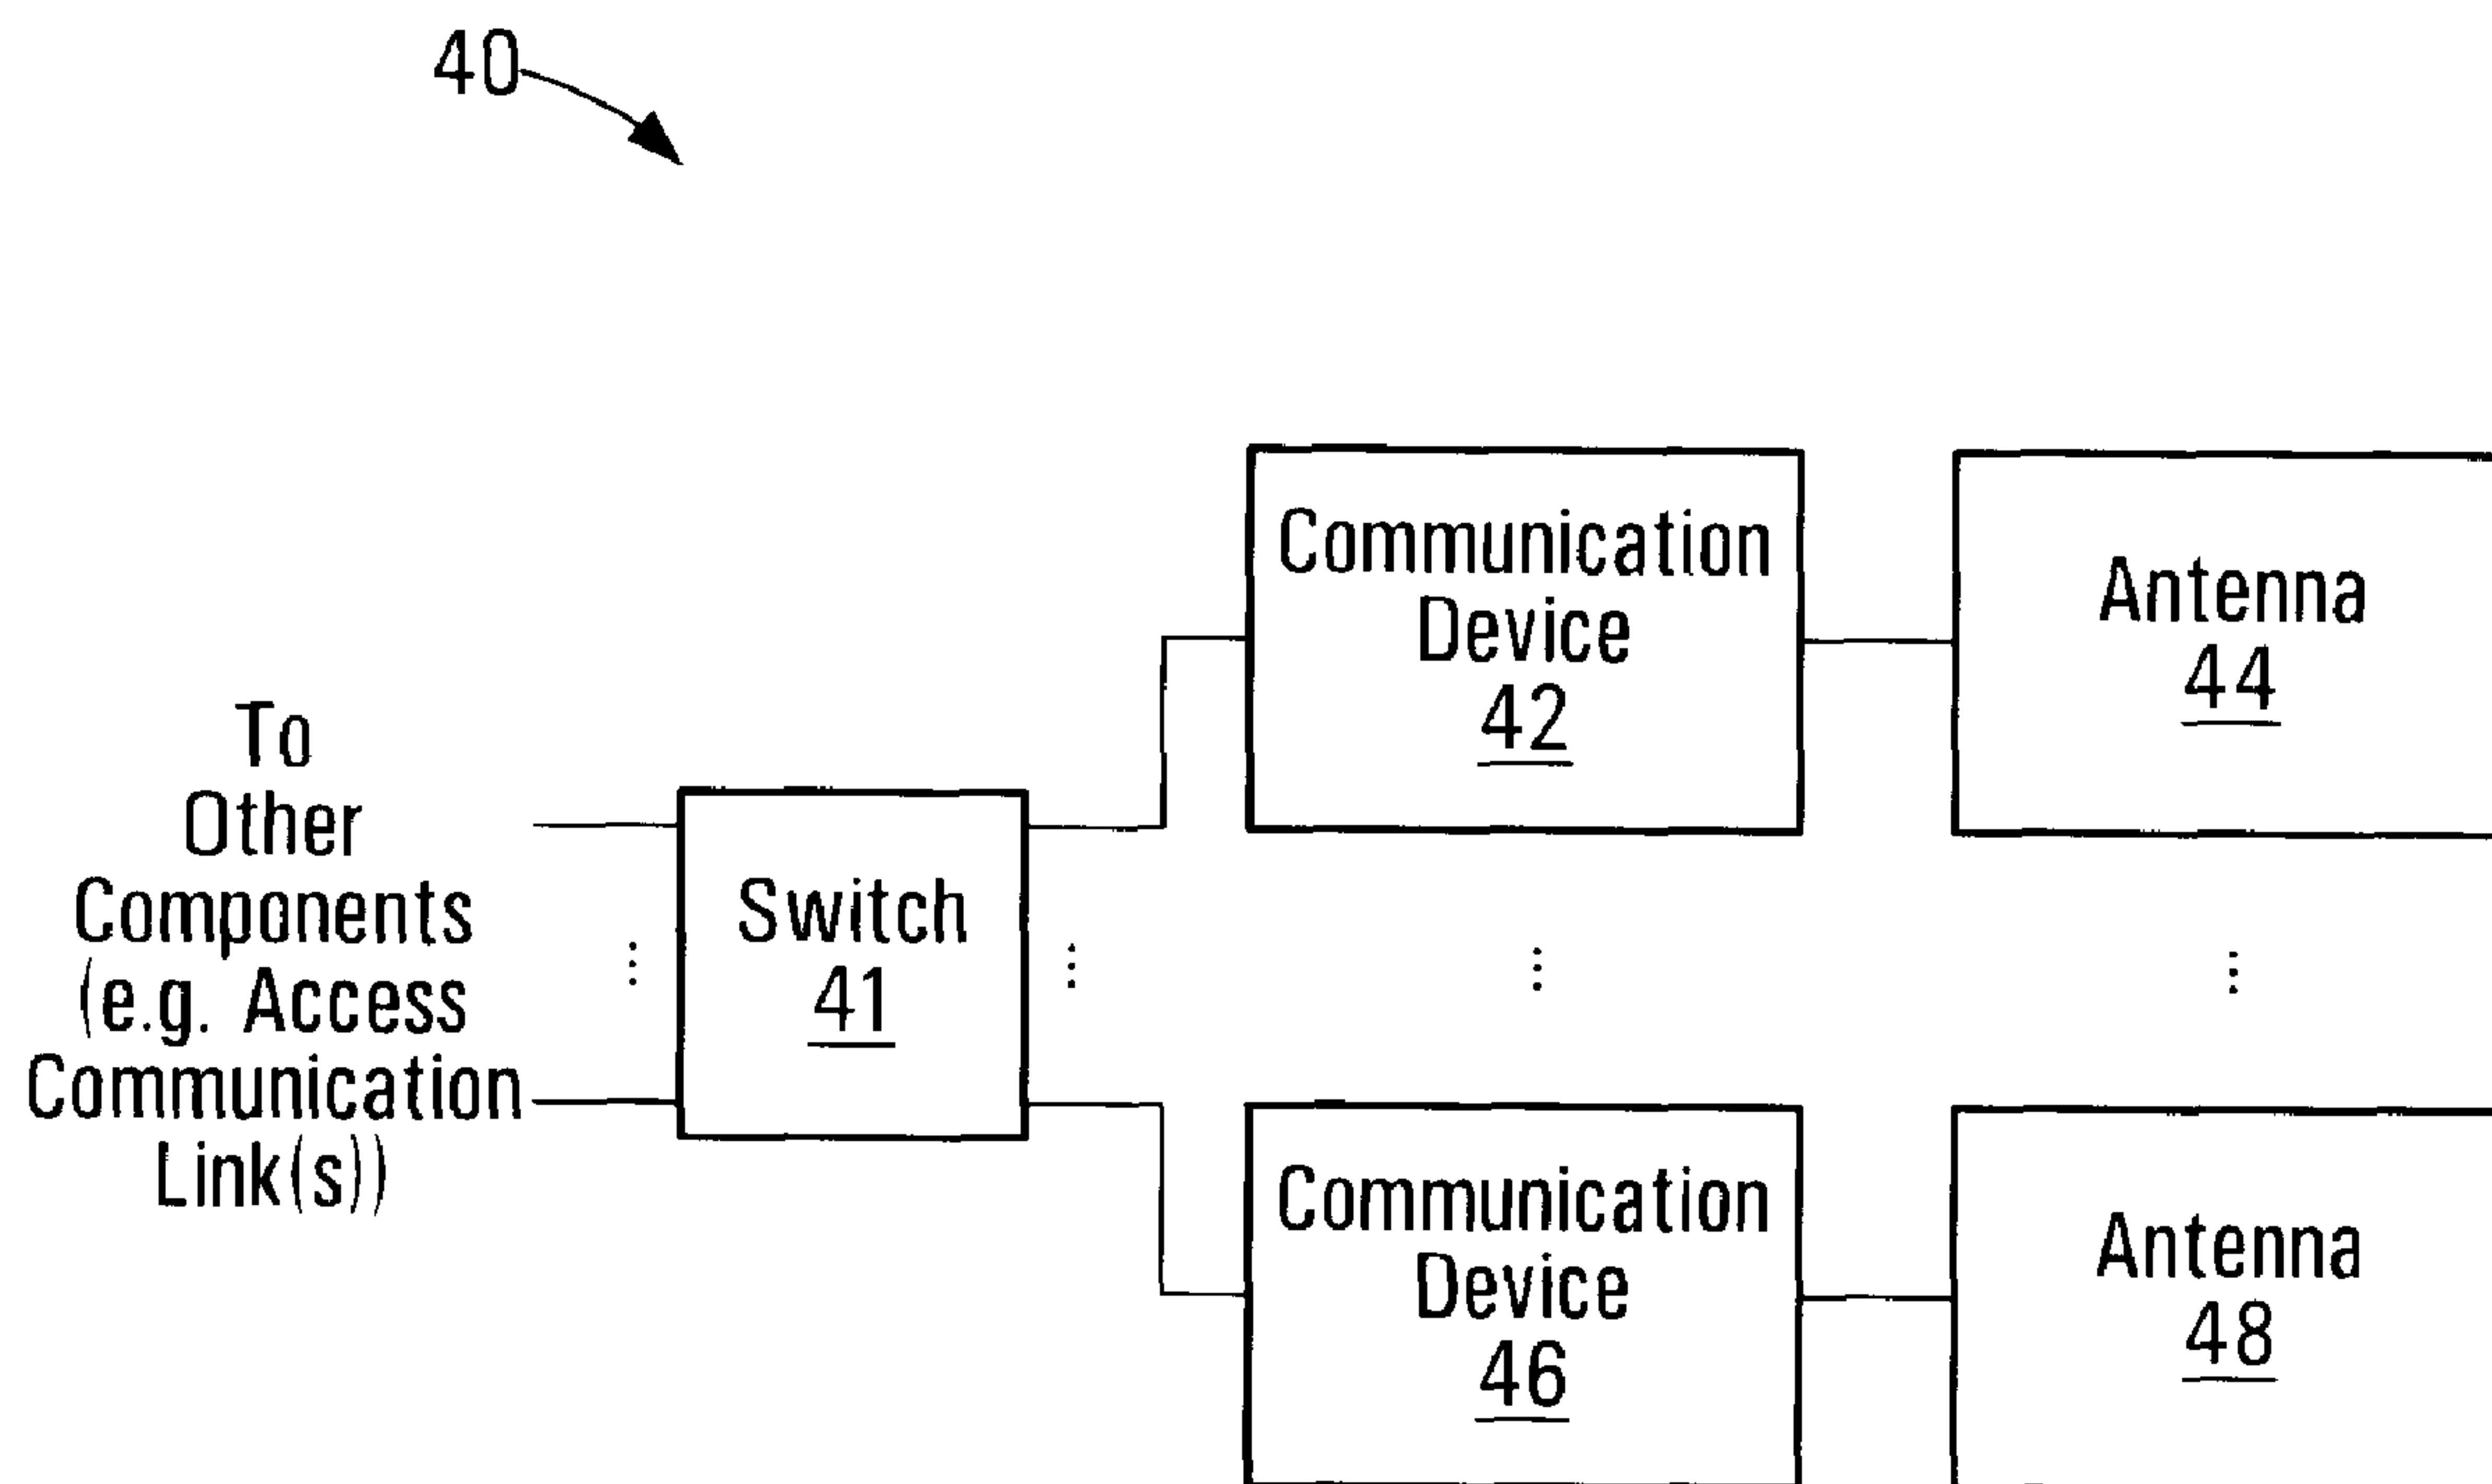 40
To
Other
Components
(e.g. Access
Communication
Link(s))
Switch
41
Communication
Device
42
Antenna
44
Communication
Device
46
Antenna
48